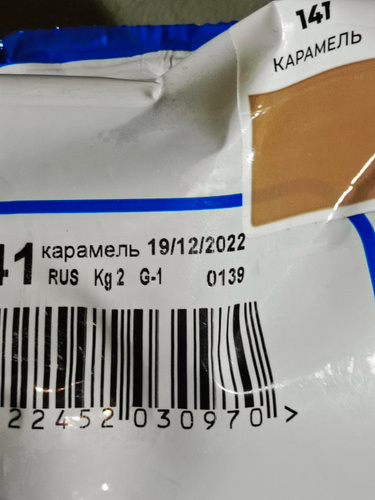 141
КАРАМЕЛЬ
41 карамель 19/12/2022
RUS Kg 2 G-1 0139
22452 030970 >